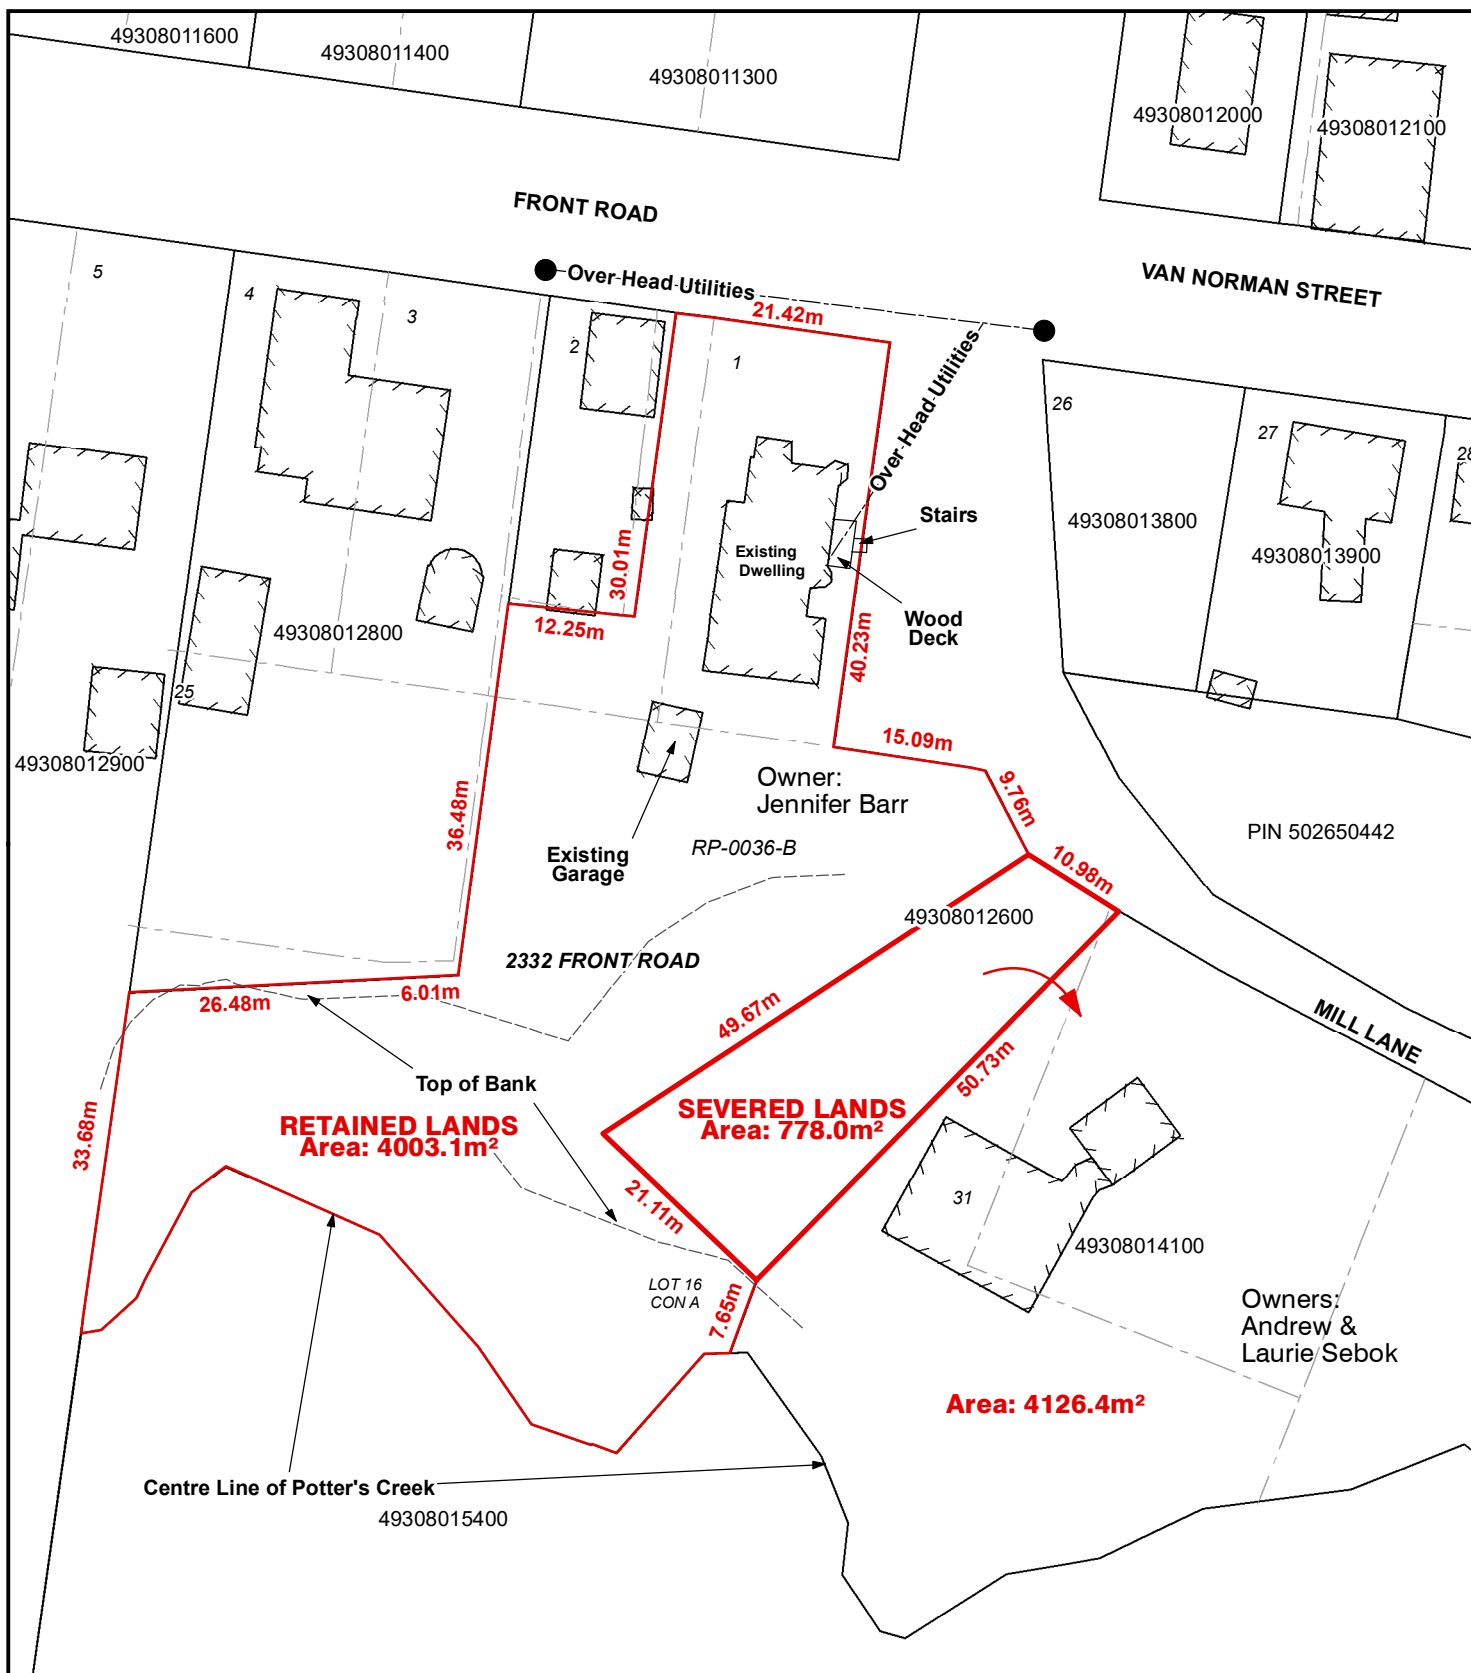 49308011600
49308011400
49308011300
49308012000
49308012100
FRONT ROAD
VAN NORMAN STREET
5
4
3
2
1
Over-Head-Utilities
21.42m
Over-Head-Utilities
26
27
28
Stairs
49308013800
49308013900
Existing
Dwelling
30.01m
12.25m
Wood
Deck
40.23m
49308012800
25
49308012900
15.09m
9.76m
Owner:
Jennifer Barr
36.48m
Existing
Garage
RP-0036-B
PIN 502650442
10.98m
49308012600
2332 FRONT ROAD
26.48m
6.01m
49.67m
50.73m
MILL LANE
Top of Bank
33.68m
RETAINED LANDS
Area: 4003.1m²
SEVERED LANDS
Area: 778.0m²
21.11m
31
49308014100
LOT 16
CON A
7.65m
Owners:
Andrew &
Laurie Sebok
Area: 4126.4m²
Centre Line of Potter's Creek
49308015400